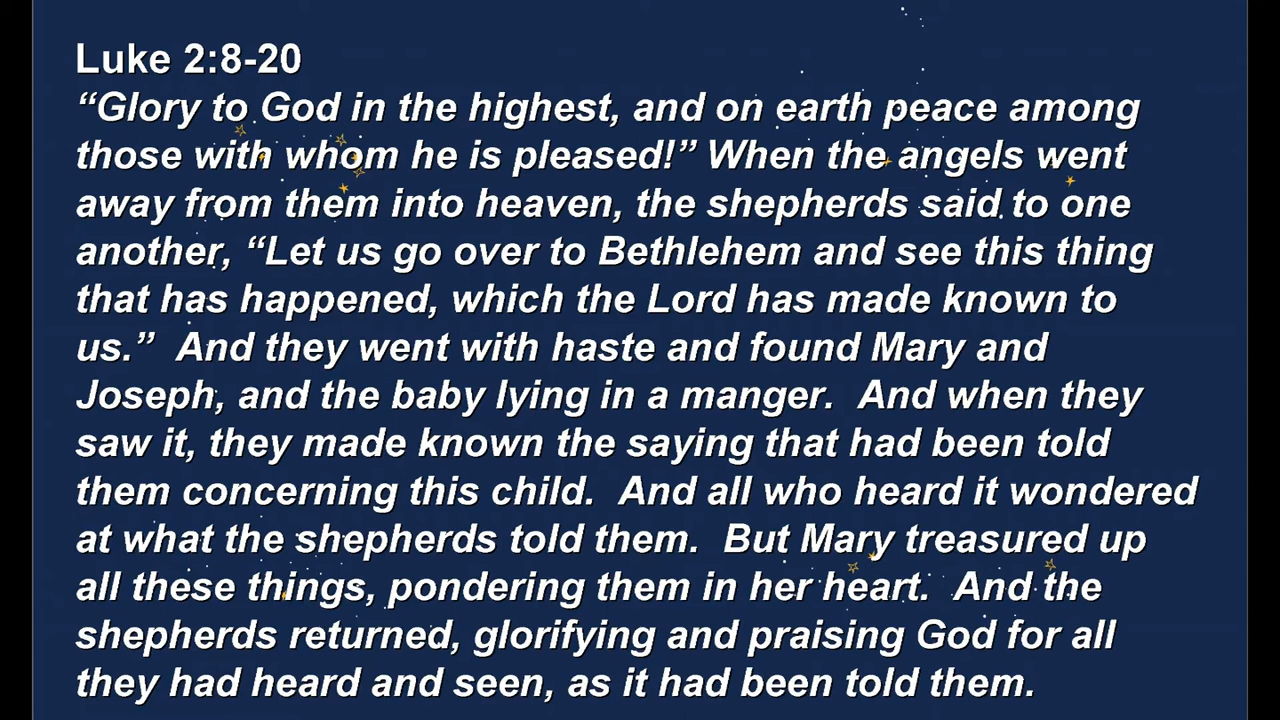 Luke 2:8-20
“Glory to God in the highest, and on earth peace among
those with whom he is pleased!” When the angels went
away from them into heaven, the shepherds said to one
another, “Let us go over to Bethlehem and see this thing
that has happened, which the Lord has made known to
us.”  And they went with haste and found Mary and
Joseph, and the baby lying in a manger.  And when they
saw it, they made known the saying that had been told
them concerning this child.  And all who heard it wondered
at what the shepherds told them.  But Mary treasured up
all these things, pondering them in her heart.  And the
shepherds returned, glorifying and praising God for all
they had heard and seen, as it had been told them.